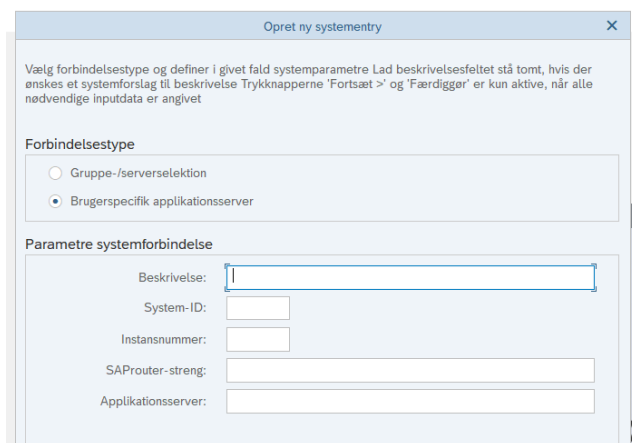 Opret ny systementry
Vælg forbindelsestype og definer i givet fald systemparametre Lad beskrivelsesfeltet stå tomt, hvis der
ønskes et systemforslag til beskrivelse Trykknapperne 'Fortsæt >' og 'Færdiggør' er kun aktive, når alle
nødvendige inputdata er angivet
Forbindelsestype
Gruppe-/serverselektion
Brugerspecifik applikationsserver
Parametre systemforbindelse
Beskrivelse:
System-ID:
Instansnummer:
SAProuter-streng:
Applikationsserver: